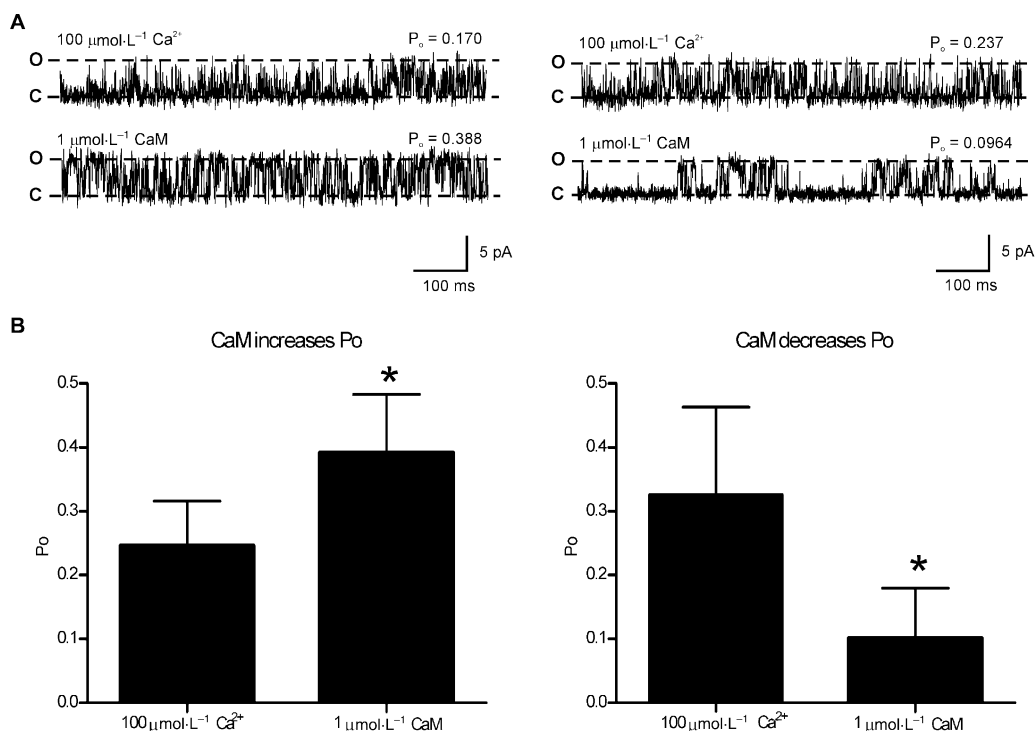 A
100 µmol·L⁻¹ Ca²⁺
Pₒ = 0.170
O
C
1 µmol·L⁻¹ CaM
Pₒ = 0.388
O
C
5 pA
100 ms
100 µmol·L⁻¹ Ca²⁺
Pₒ = 0.237
O
C
1 µmol·L⁻¹ CaM
Pₒ = 0.0964
O
C
5 pA
100 ms
B
CaM increases Po
0.5
0.4
0.3
0.2
0.1
0.0
Po
*
100 µmol·L⁻¹ Ca²⁺
1 µmol·L⁻¹ CaM
CaM decreases Po
0.5
0.4
0.3
0.2
0.1
0.0
Po
*
100 µmol·L⁻¹ Ca²⁺
1 µmol·L⁻¹ CaM